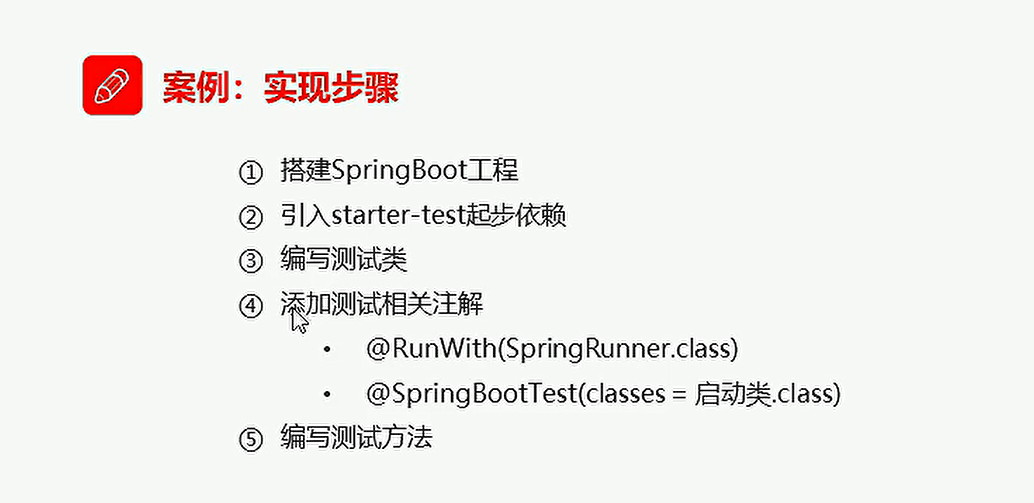 案例：实现步骤
① 搭建SpringBoot工程
② 引入starter-test起步依赖
③ 编写测试类
④ 添加测试相关注解
• @RunWith(SpringRunner.class)
• @SpringBootTest(classes = 启动类.class)
⑤ 编写测试方法